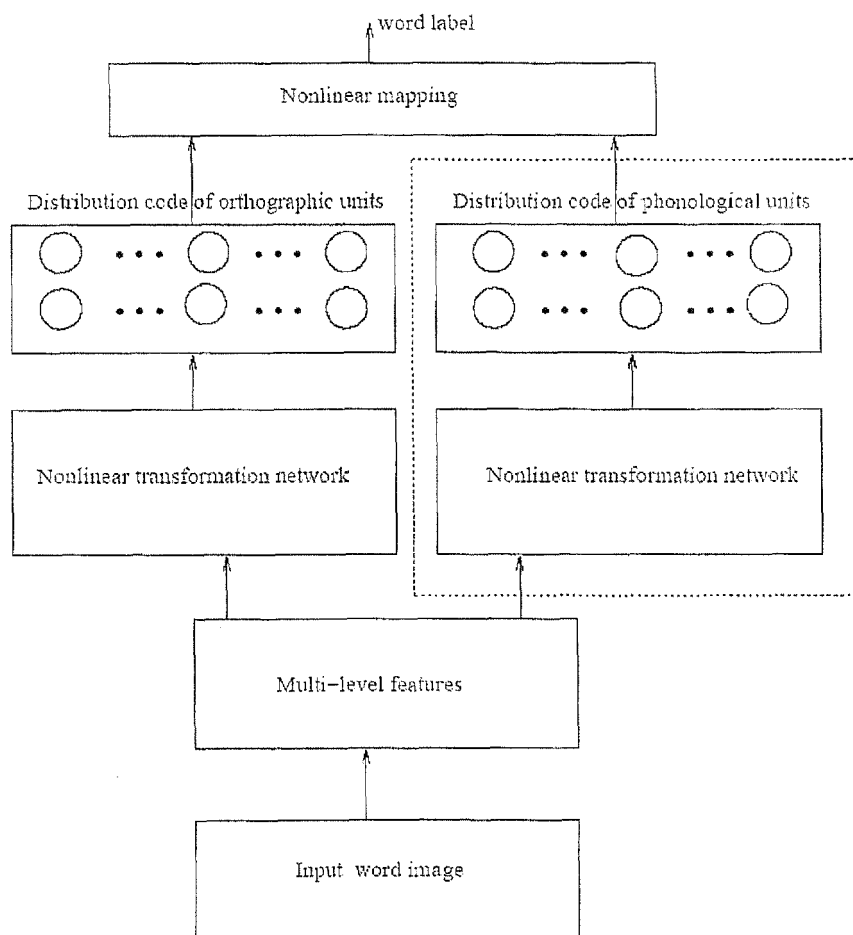 word label
Nonlinear mapping
Distribution code of orthographic units
Distribution code of phonological units
Nonlinear transformation network
Nonlinear transformation network
Multi-level features
Input word image